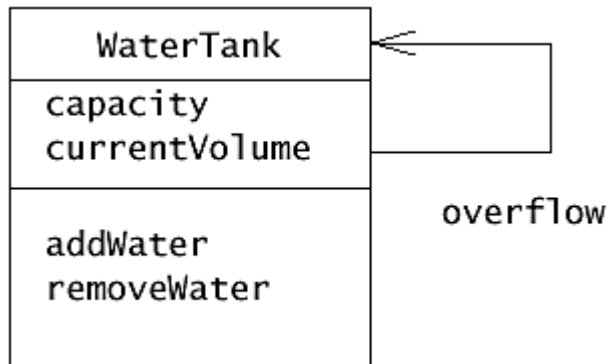 WaterTank
capacity
currentVolume
overflow
addWater
removeWater